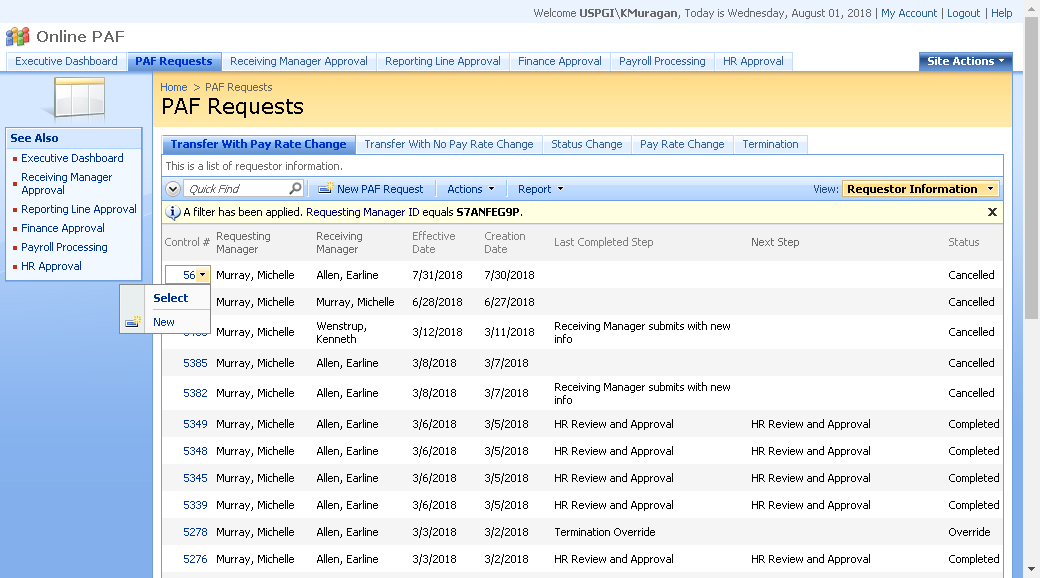 Welcome USPGI\KMuragan, Today is Wednesday, August 01, 2018 | My Account | Logout | Help
Online PAF
Executive Dashboard PAF Requests Receiving Manager Approval Reporting Line Approval Finance Approval Payroll Processing HR Approval Site Actions
Home > PAF Requests
PAF Requests
See Also
Executive Dashboard
Receiving Manager
Approval
Reporting Line Approval
Finance Approval
Payroll Processing
HR Approval
Transfer With Pay Rate Change Transfer With No Pay Rate Change Status Change Pay Rate Change Termination
This is a list of requestor information.
Quick Find New PAF Request Actions Report View: Requestor Information
A filter has been applied. Requesting Manager ID equals S7ANFEG9P.
Control # Requesting Manager Receiving Manager Effective Date Creation Date Last Completed Step Next Step Status
56 Murray, Michelle Allen, Earline 7/31/2018 7/30/2018 Cancelled
Select
New
Murray, Michelle Murray, Michelle 6/28/2018 6/27/2018 Cancelled
Murray, Michelle Wenstrup, Kenneth 3/12/2018 3/11/2018 Receiving Manager submits with new info Cancelled
5385 Murray, Michelle Allen, Earline 3/8/2018 3/7/2018 Cancelled
5382 Murray, Michelle Allen, Earline 3/8/2018 3/7/2018 Receiving Manager submits with new info Cancelled
5349 Murray, Michelle Allen, Earline 3/6/2018 3/5/2018 HR Review and Approval HR Review and Approval Completed
5348 Murray, Michelle Allen, Earline 3/6/2018 3/5/2018 HR Review and Approval HR Review and Approval Completed
5345 Murray, Michelle Allen, Earline 3/6/2018 3/5/2018 HR Review and Approval HR Review and Approval Completed
5339 Murray, Michelle Allen, Earline 3/6/2018 3/5/2018 HR Review and Approval HR Review and Approval Completed
5278 Murray, Michelle Allen, Earline 3/3/2018 3/2/2018 Termination Override Override
5276 Murray, Michelle Allen, Earline 3/3/2018 3/2/2018 HR Review and Approval HR Review and Approval Completed